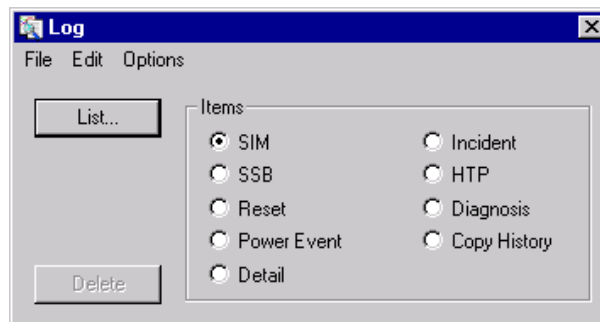 Log
File Edit Options
List...
Items
SIM
Incident
SSB
HTP
Reset
Diagnosis
Power Event
Copy History
Detail
Delete